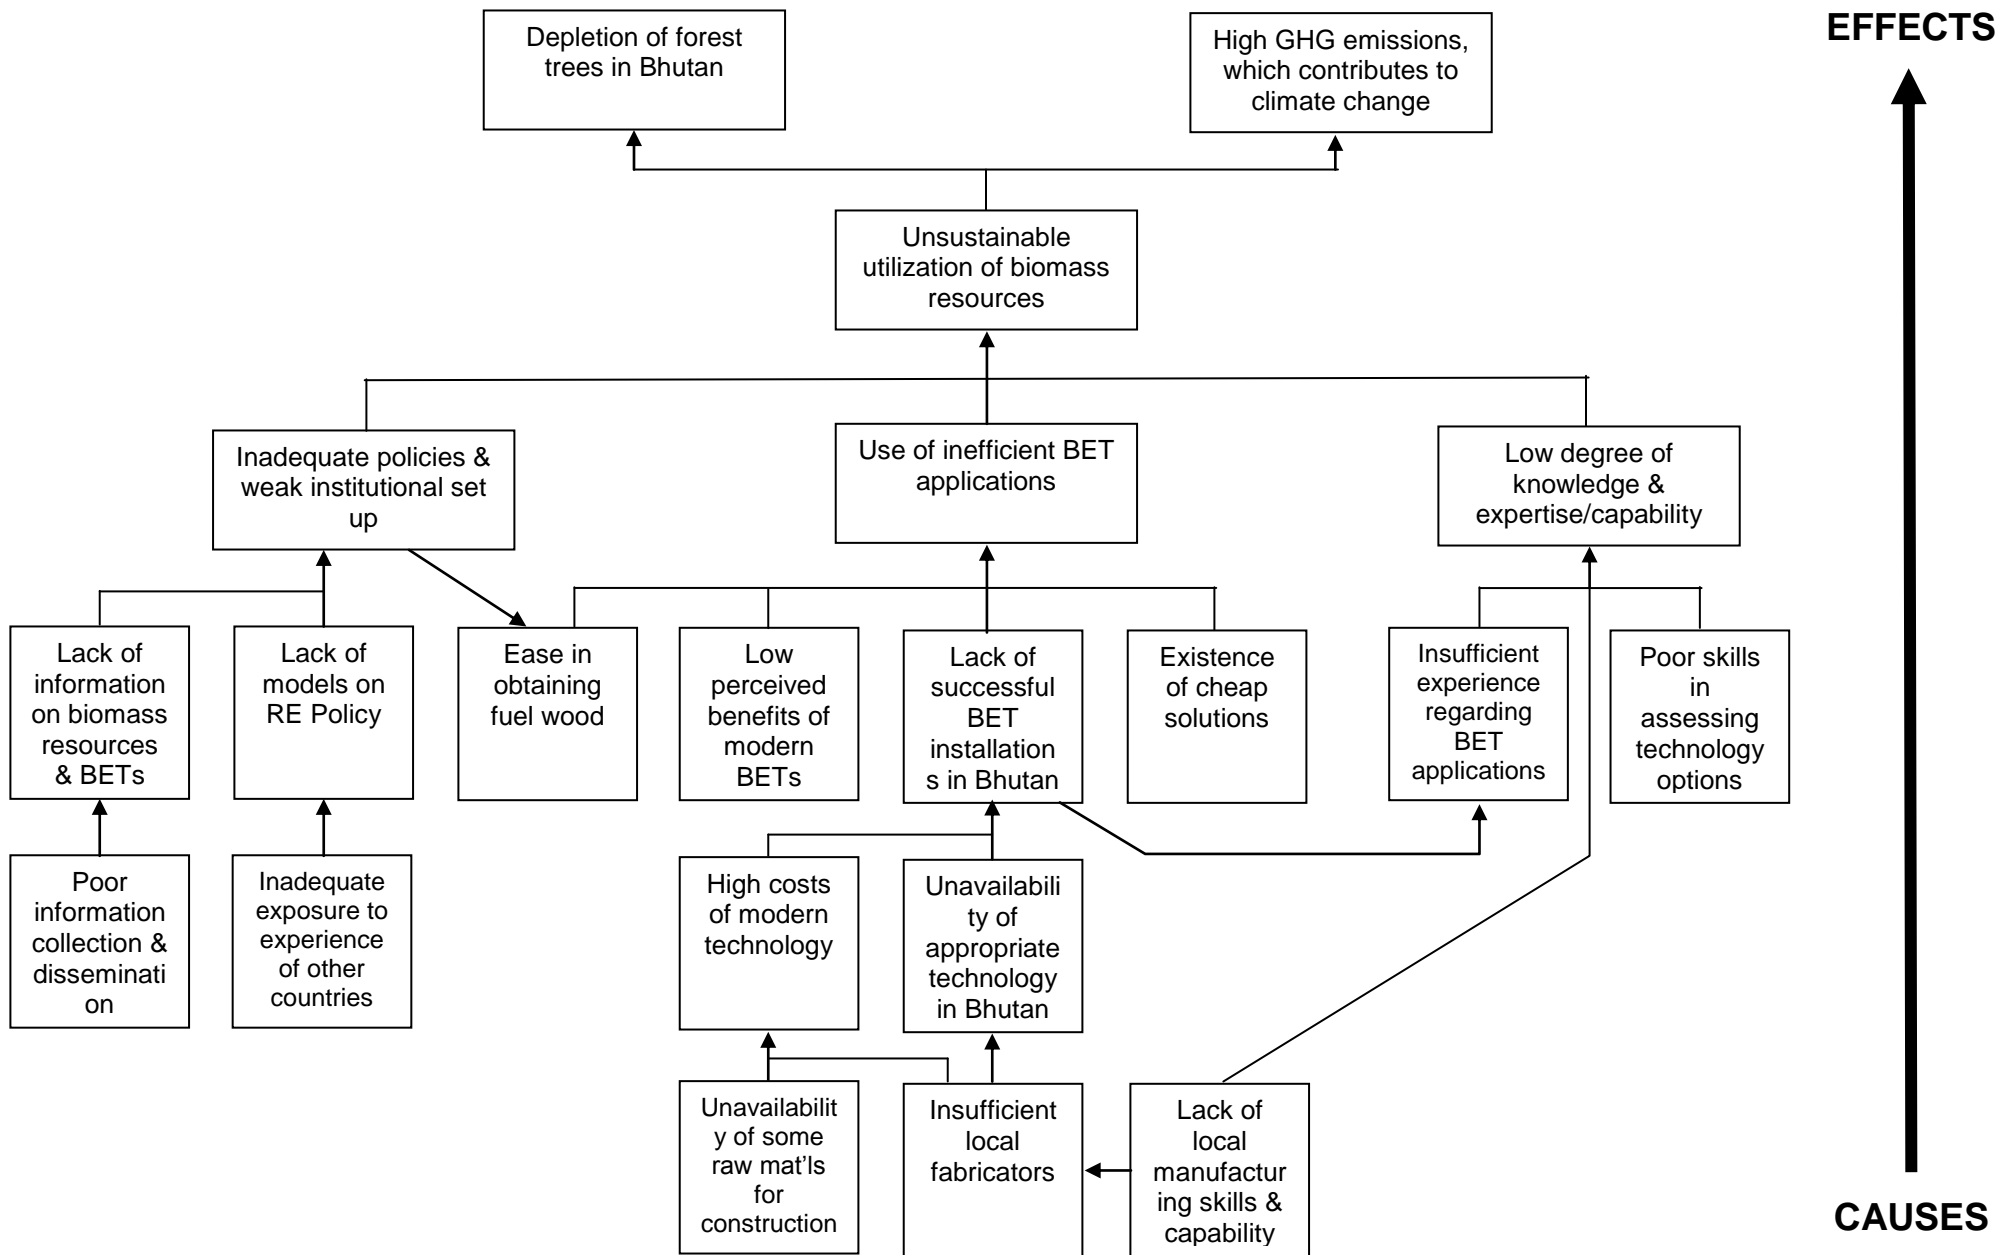 EFFECTS
Depletion of forest
trees in Bhutan
High GHG emissions,
which contributes to
climate change
Unsustainable
utilization of biomass
resources
Inadequate policies &
weak institutional set
up
Use of inefficient BET
applications
Low degree of
knowledge &
expertise/capability
Lack of
information
on biomass
resources
& BETs
Lack of
models on
RE Policy
Ease in
obtaining
fuel wood
Low
perceived
benefits of
modern
BETs
Lack of
successful
BET
installation
s in Bhutan
Existence
of cheap
solutions
Insufficient
experience
regarding
BET
applications
Poor skills
in
assessing
technology
options
Poor
information
collection &
disseminati
on
Inadequate
exposure to
experience
of other
countries
High costs
of modern
technology
Unavailabili
ty of
appropriate
technology
in Bhutan
Unavailabilit
y of some
raw mat'ls
for
construction
Insufficient
local
fabricators
Lack of
local
manufactur
ing skills &
capability
CAUSES